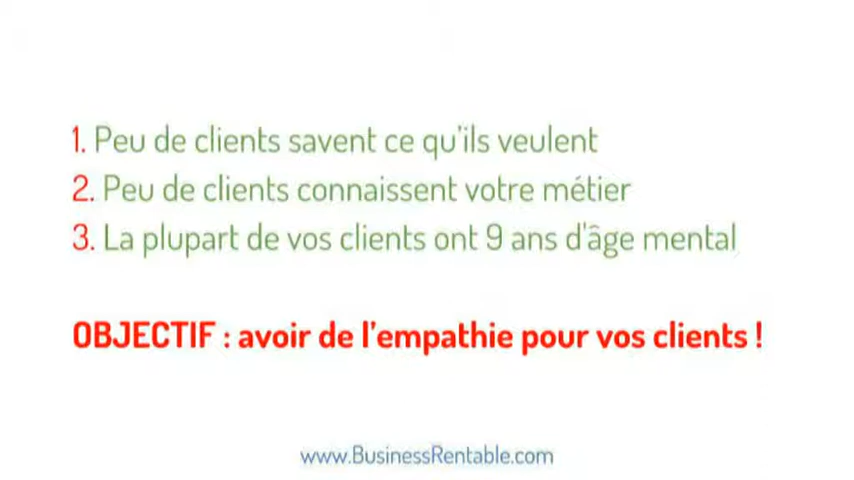 1. Peu de clients savent ce qu'ils veulent
2. Peu de clients connaissent votre métier
3. La plupart de vos clients ont 9 ans d'âge mental
OBJECTIF : avoir de l'empathie pour vos clients !
www.BusinessRentable.com